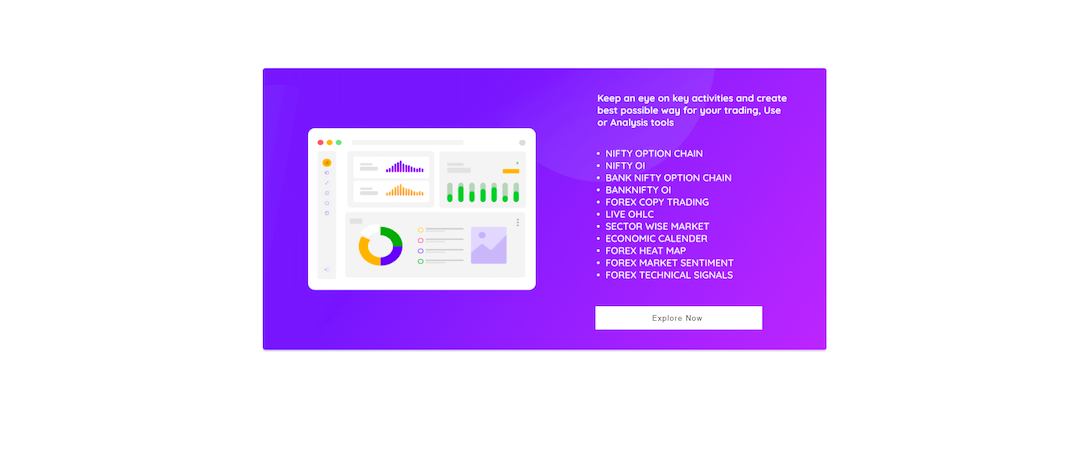 Keep an eye on key activities and create
best possible way for your trading, Use
or Analysis tools
• NIFTY OPTION CHAIN
• NIFTY OI
• BANK NIFTY OPTION CHAIN
• BANKNIFTY OI
• FOREX COPY TRADING
• LIVE OHLC
• SECTOR WISE MARKET
• ECONOMIC CALENDER
• FOREX HEAT MAP
• FOREX MARKET SENTIMENT
• FOREX TECHNICAL SIGNALS
Explore Now